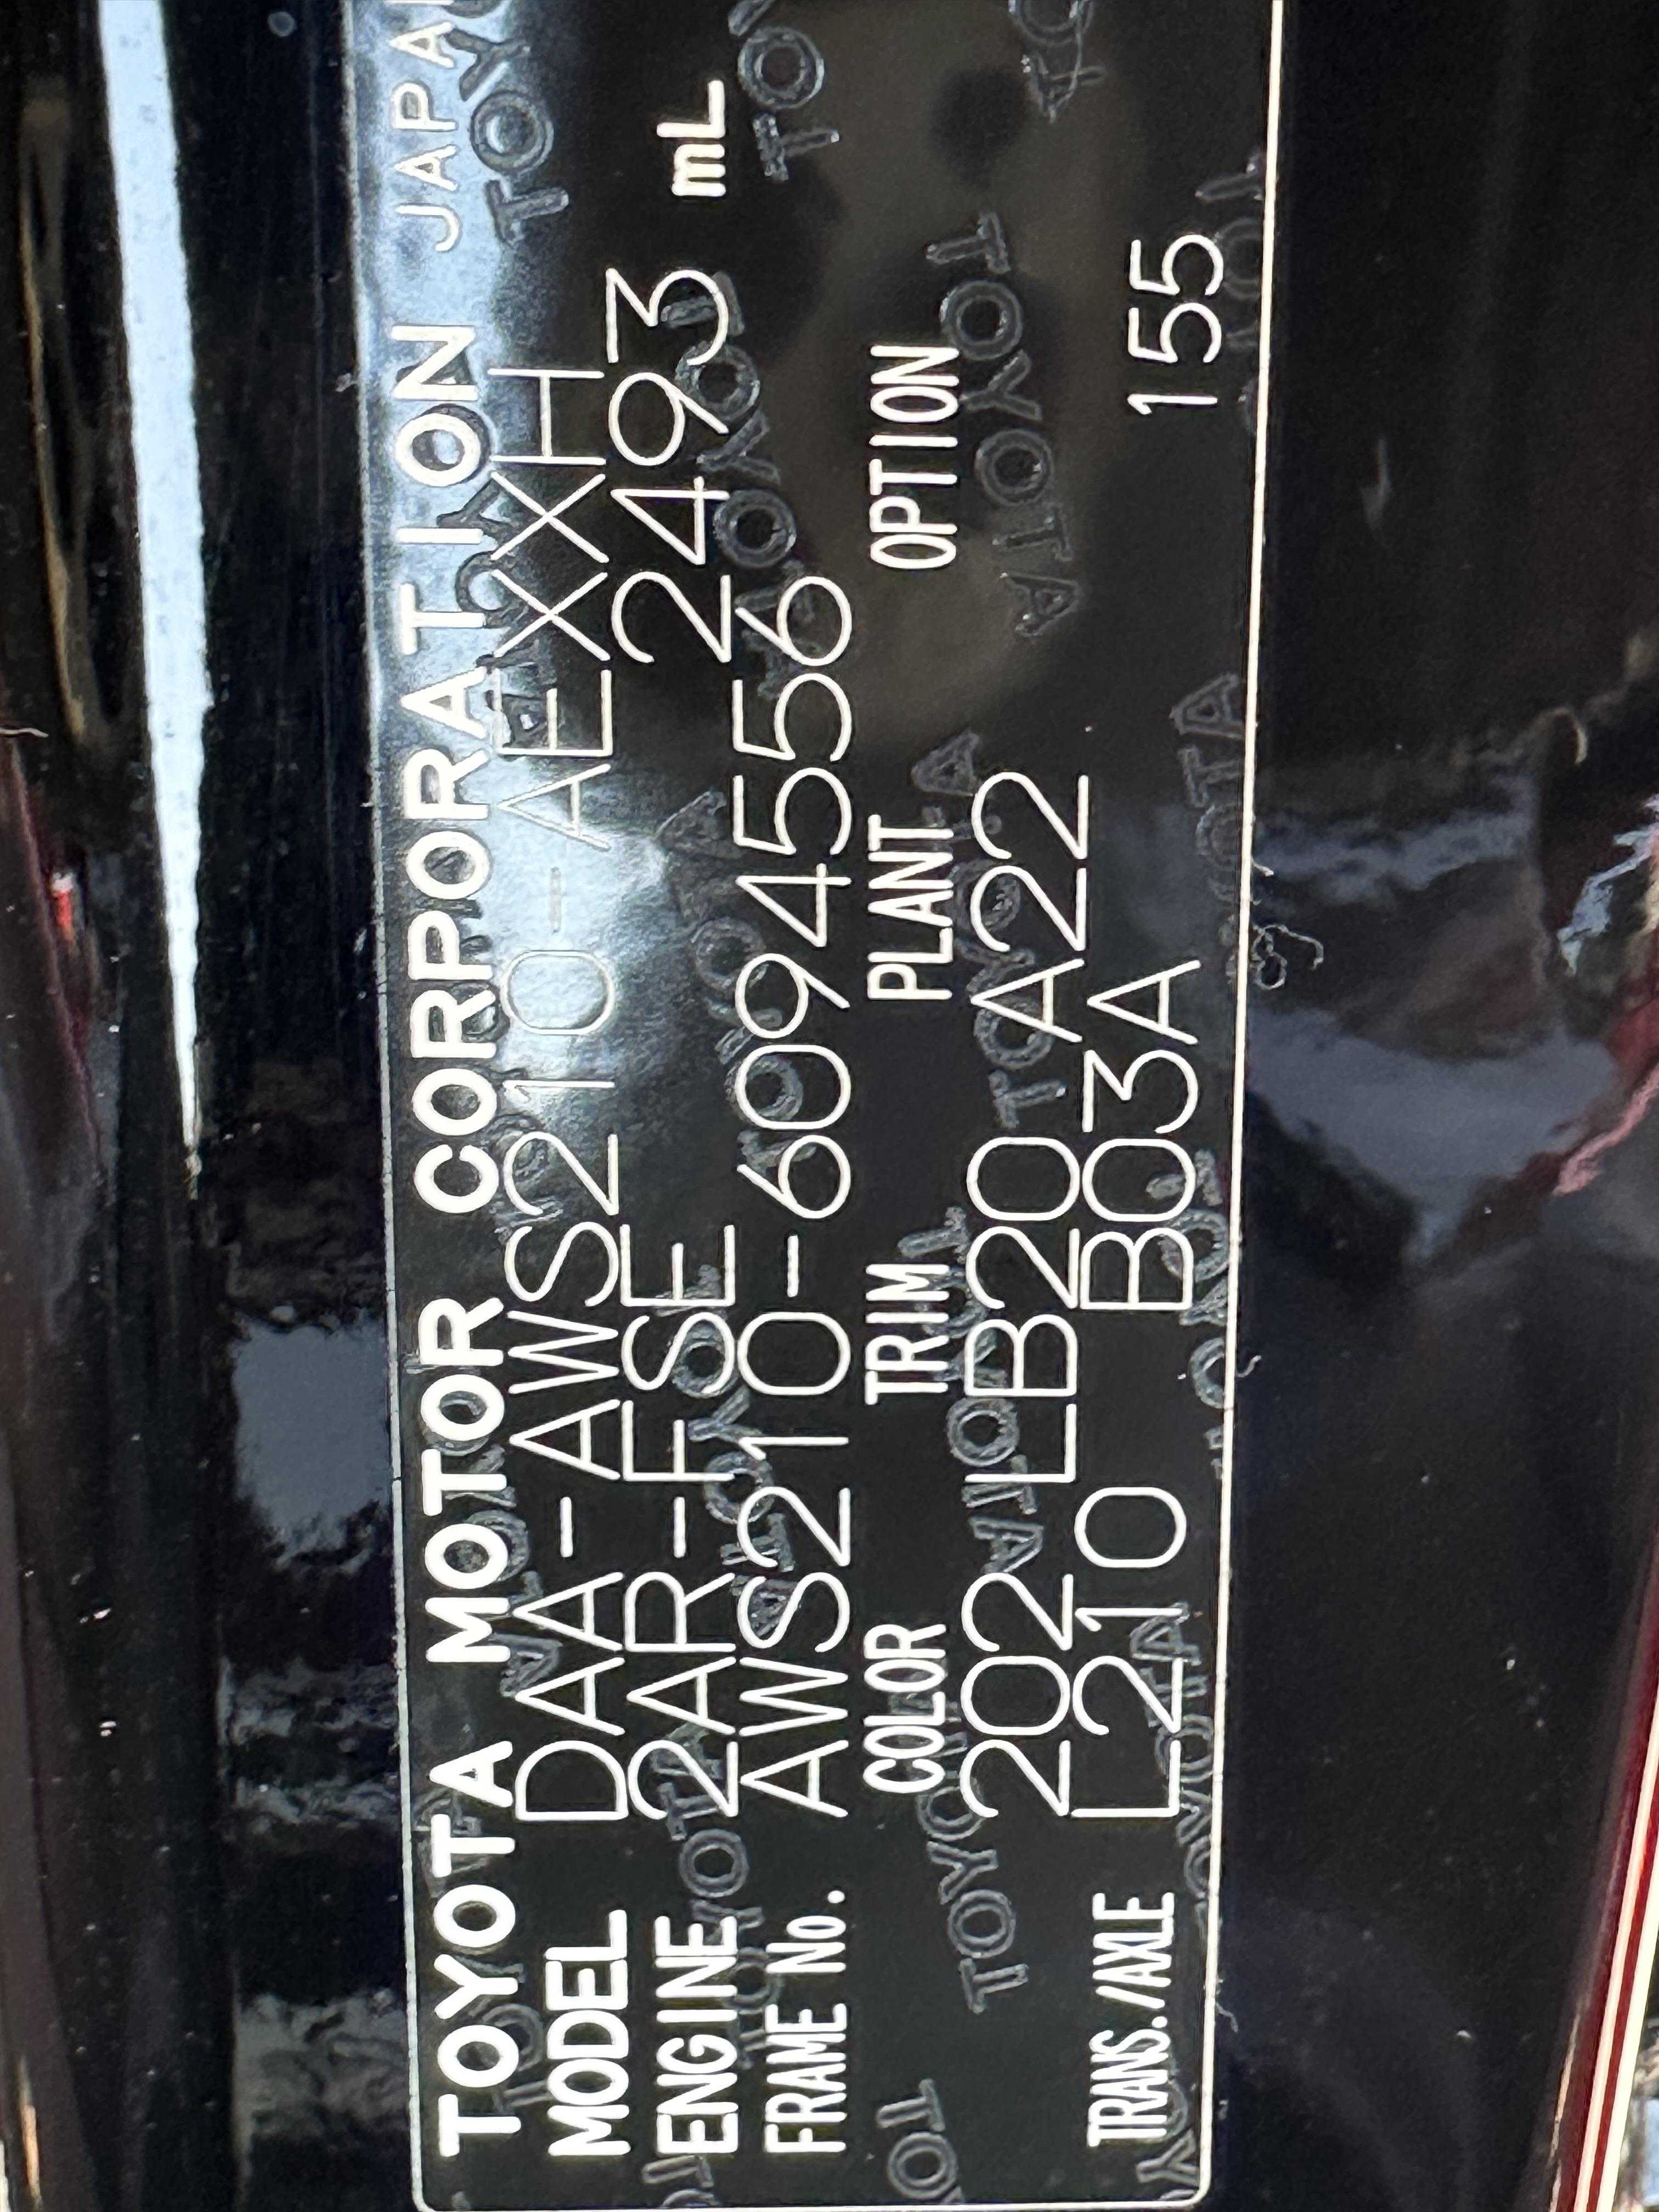 TOYOTA MOTOR CORPORATION JAPAN
MODEL DAA-AWS210-AEXXH
ENGINE 2AR-FSE 2493 mL
FRAME No. AWS210-6094556
COLOR TRIM PLANT OPTION
202 LB20 A22
TRANS./AXLE L210 B03A 155